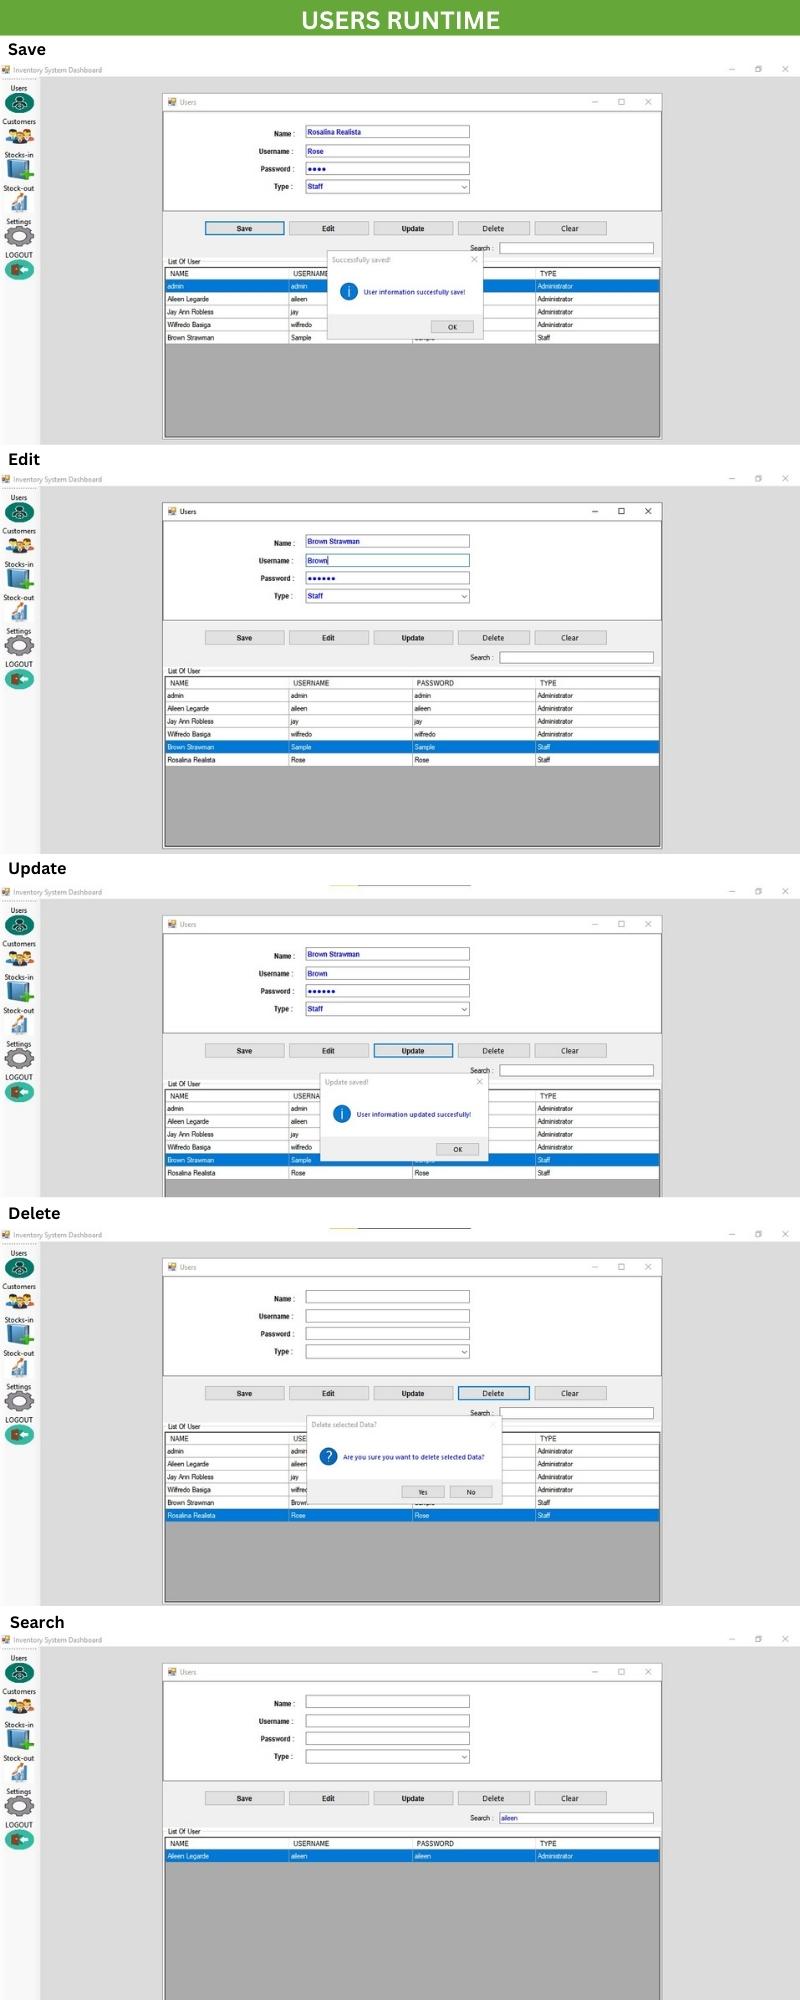 USERS RUNTIME
Save
Inventory System Dashboard
Users
Customers
Stocks-in
Stock-out
Settings
LOGOUT
Users
Name : Rosalina Realista
Username : Rose
Password : ●●●●
Type : Staff
Save Edit Update Delete Clear
Search :
List Of User
NAME USERNAME TYPE
admin admin Administrator
Aileen Legarde aileen Administrator
Jay Ann Robless jay Administrator
Wilfredo Basiga wilfredo Administrator
Brown Strawman Sample Sample Staff
Successfully saved!
User information succesfully save!
OK
Edit
Inventory System Dashboard
Users
Customers
Stocks-in
Stock-out
Settings
LOGOUT
Users
Name : Brown Strawman
Username : Brown
Password : ●●●●●●
Type : Staff
Save Edit Update Delete Clear
Search :
List Of User
NAME USERNAME PASSWORD TYPE
admin admin admin Administrator
Aileen Legarde aileen aileen Administrator
Jay Ann Robless jay jay Administrator
Wilfredo Basiga wilfredo wilfredo Administrator
Brown Strawman Sample Sample Staff
Rosalina Realista Rose Rose Staff
Update
Inventory System Dashboard
Users
Customers
Stocks-in
Stock-out
Settings
LOGOUT
Users
Name : Brown Strawman
Username : Brown
Password : ●●●●●●
Type : Staff
Save Edit Update Delete Clear
Search :
List Of User
NAME USERNA TYPE
admin admin Administrator
Aileen Legarde aileen Administrator
Jay Ann Robless jay Administrator
Wilfredo Basiga wilfredo Administrator
Brown Strawman Sample Sample Staff
Rosalina Realista Rose Rose Staff
Update saved!
User information updated succesfully!
OK
Delete
Inventory System Dashboard
Users
Customers
Stocks-in
Stock-out
Settings
LOGOUT
Users
Name :
Username :
Password :
Type :
Save Edit Update Delete Clear
Search :
List Of User
NAME USE TYPE
admin admin Administrator
Aileen Legarde aileen Administrator
Jay Ann Robless jay Administrator
Wilfredo Basiga wilfred Administrator
Brown Strawman Brown Sample Staff
Rosalina Realista Rose Rose Staff
Delete selected Data?
Are you sure you want to delete selected Data?
Yes No
Search
Inventory System Dashboard
Users
Customers
Stocks-in
Stock-out
Settings
LOGOUT
Users
Name :
Username :
Password :
Type :
Save Edit Update Delete Clear
Search : aileen
List Of User
NAME USERNAME PASSWORD TYPE
Aileen Legarde aileen aileen Administrator